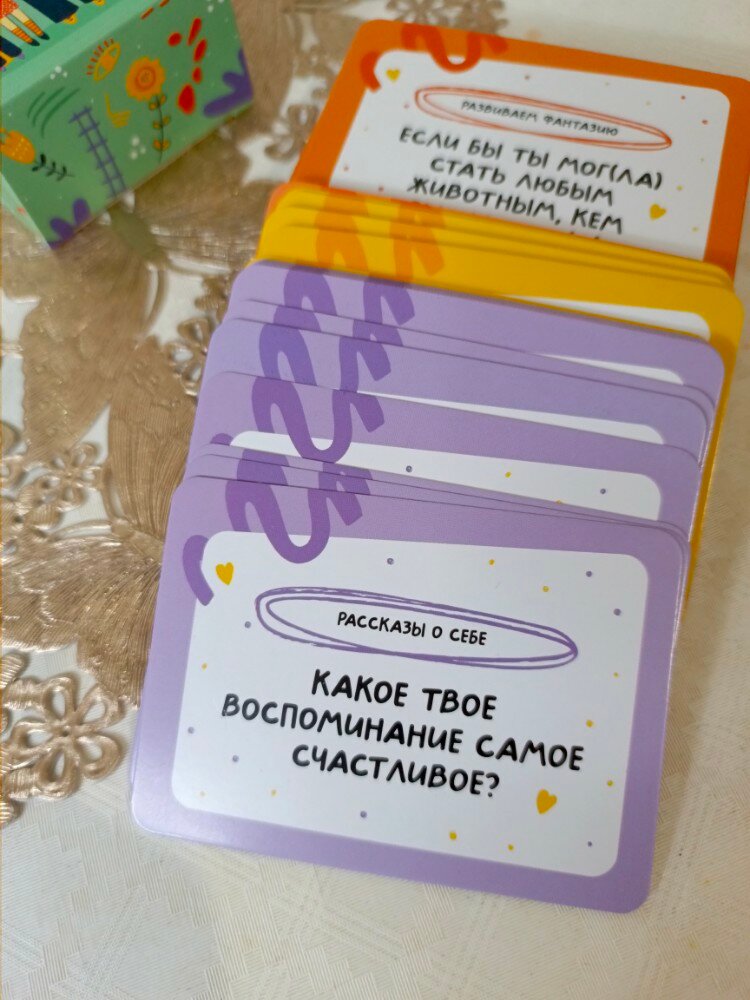 РАЗВИВАЕМ ФАНТАЗИЮ
ЕСЛИ БЫ ТЫ МОГ(ЛА)
СТАТЬ ЛЮБЫМ
ЖИВОТНЫМ, КЕМ
РАССКАЗЫ О СЕБЕ
КАКОЕ ТВОЕ
ВОСПОМИНАНИЕ САМОЕ
СЧАСТЛИВОЕ?